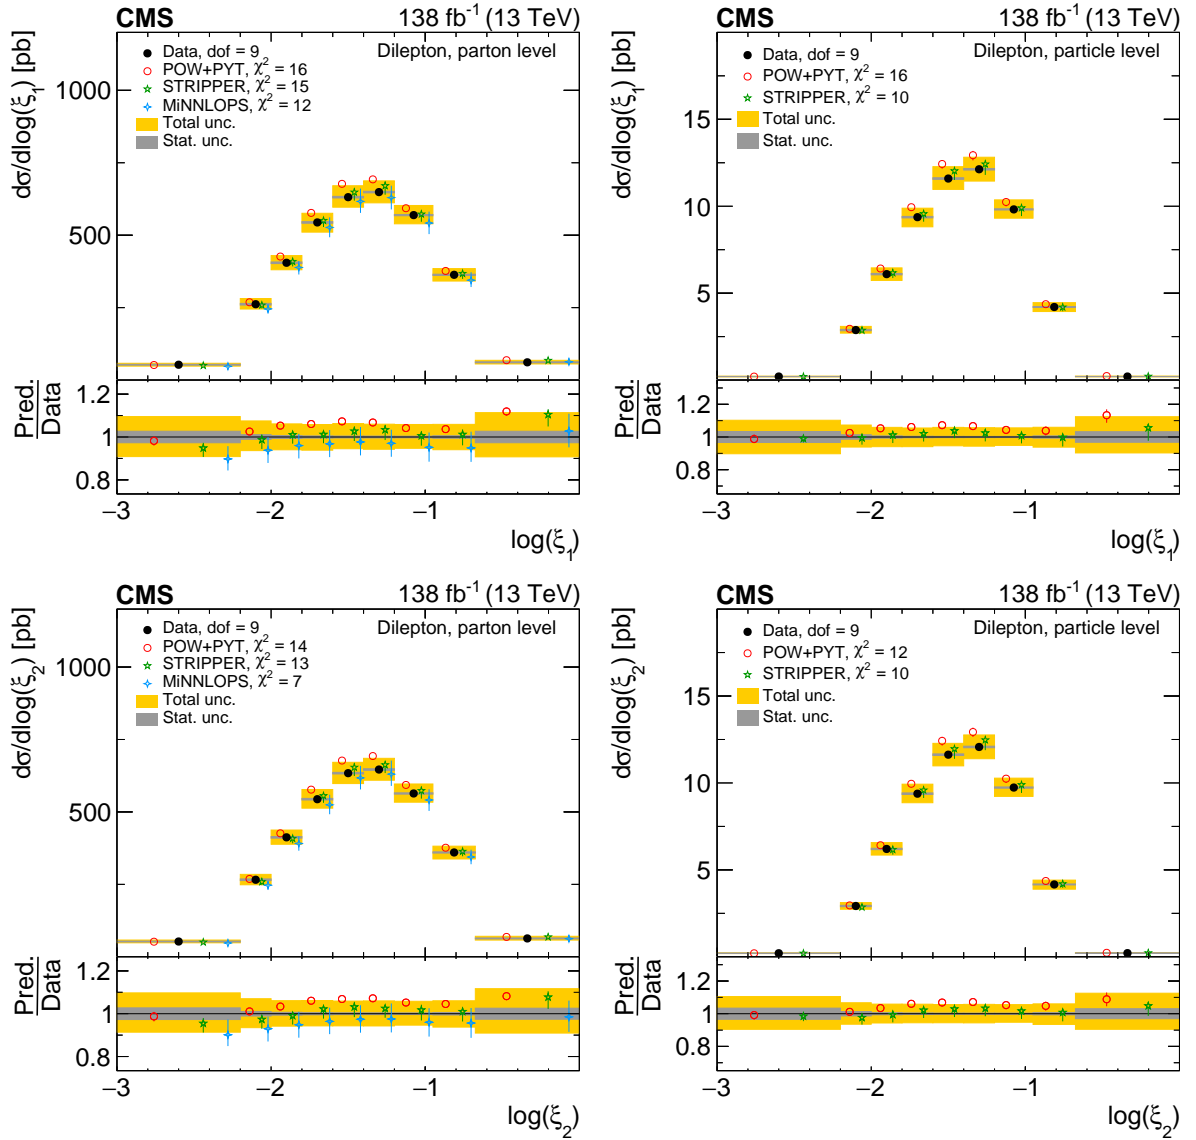 CMS 138 fb⁻¹ (13 TeV)
dσ/dlog(ξ₁) [pb]
Dilepton, parton level
Data, dof = 9
POW+PYT, χ² = 16
STRIPPER, χ² = 15
MiNNLOPS, χ² = 12
Total unc.
Stat. unc.
1000
500
Pred.
Data
1.2
1
0.8
−3 −2 −1
log(ξ₁)
CMS 138 fb⁻¹ (13 TeV)
dσ/dlog(ξ₁) [pb]
Dilepton, particle level
Data, dof = 9
POW+PYT, χ² = 16
STRIPPER, χ² = 10
Total unc.
Stat. unc.
15
10
5
Pred.
Data
1.2
1
0.8
−3 −2 −1
log(ξ₁)
CMS 138 fb⁻¹ (13 TeV)
dσ/dlog(ξ₂) [pb]
Dilepton, parton level
Data, dof = 9
POW+PYT, χ² = 14
STRIPPER, χ² = 13
MiNNLOPS, χ² = 7
Total unc.
Stat. unc.
1000
500
Pred.
Data
1.2
1
0.8
−3 −2 −1
log(ξ₂)
CMS 138 fb⁻¹ (13 TeV)
dσ/dlog(ξ₂) [pb]
Dilepton, particle level
Data, dof = 9
POW+PYT, χ² = 12
STRIPPER, χ² = 10
Total unc.
Stat. unc.
15
10
5
Pred.
Data
1.2
1
0.8
−3 −2 −1
log(ξ₂)